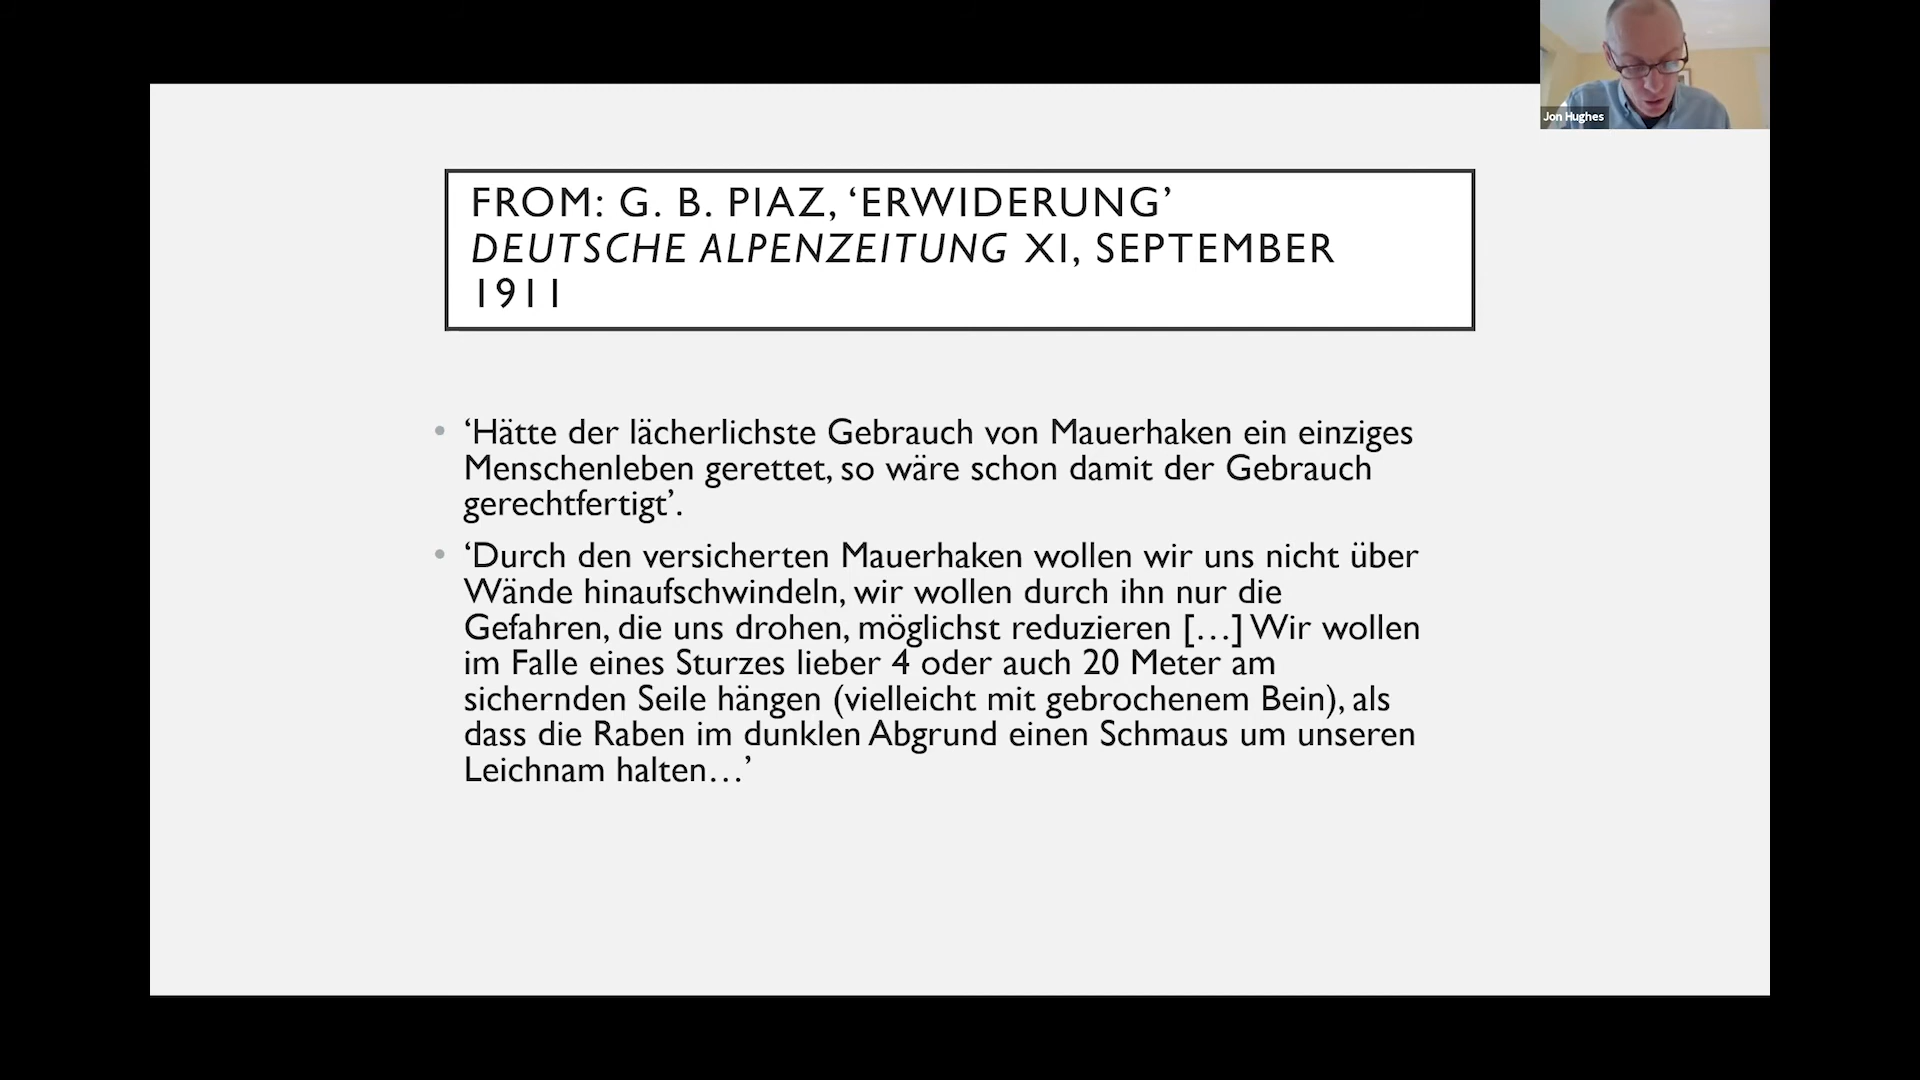 Jon Hughes
FROM: G. B. PIAZ, ‘ERWIDERUNG’
DEUTSCHE ALPENZEITUNG XI, SEPTEMBER
1911
• ‘Hätte der lächerlichste Gebrauch von Mauerhaken ein einziges
Menschenleben gerettet, so wäre schon damit der Gebrauch
gerechtfertigt’.
• ‘Durch den versicherten Mauerhaken wollen wir uns nicht über
Wände hinaufschwindeln, wir wollen durch ihn nur die
Gefahren, die uns drohen, möglichst reduzieren […] Wir wollen
im Falle eines Sturzes lieber 4 oder auch 20 Meter am
sichernden Seile hängen (vielleicht mit gebrochenem Bein), als
dass die Raben im dunklen Abgrund einen Schmaus um unseren
Leichnam halten…’